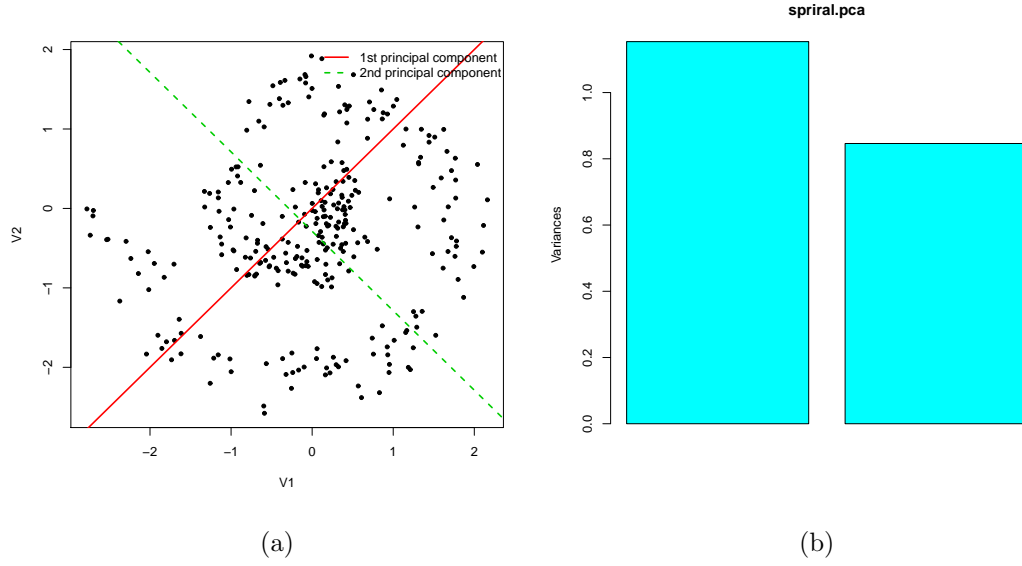 spriral.pca
1st principal component
2nd principal component
2
1
0
−1
−2
V2
−2 −1 0 1 2
V1
1.0
0.8
0.6
0.4
0.2
0.0
Variances
(a)
(b)